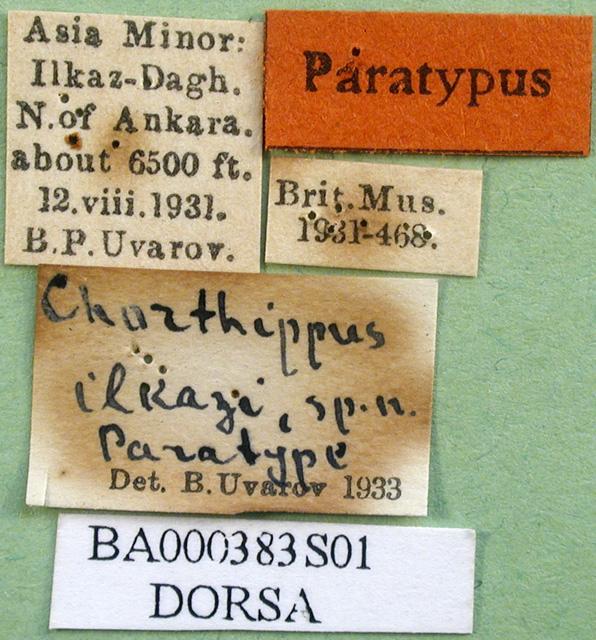 Asia Minor:
Ilkaz-Dagh.
N. of Ankara.
about 6500 ft.
12.viii.1931.
B.P. Uvarov.
Paratypus
Brit. Mus.
1931-468.
Chorthippus
ilkazi, sp.n.
Paratype
Det. B. Uvarov 1933
BA000383S01
DORSA